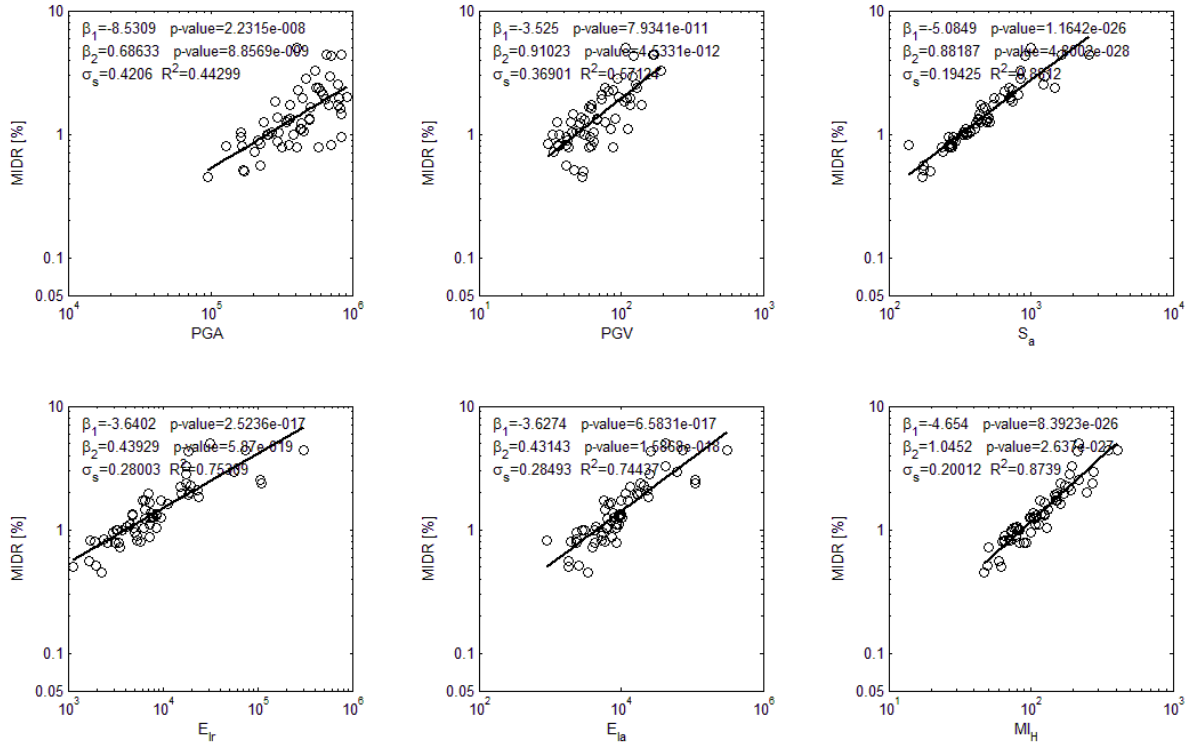 β1=-8.5309 p-value=2.2315e-008
β2=0.68633 p-value=8.8569e-009
σs=0.4206 R2=0.44299
10
1
0.1
0.05
MIDR [%]
10^4 10^5 10^6
PGA
β1=-3.525 p-value=7.9341e-011
β2=0.91023 p-value=4.5331e-012
σs=0.36901 R2=0.57124
10
1
0.1
0.05
MIDR [%]
10^1 10^2 10^3
PGV
β1=-5.0849 p-value=1.1642e-026
β2=0.88187
σs=0.19425
10
1
0.1
0.05
MIDR [%]
10^2 10^3 10^4
Sa
β1=-3.6402 p-value=2.5236e-017
β2=0.43929
σs=0.28003
10
1
0.1
0.05
MIDR [%]
10^3 10^4 10^5 10^6
EIr
β1=-3.6274 p-value=6.5831e-017
β2=0.43143
σs=0.28493 R2=0.74437
10
1
0.1
0.05
MIDR [%]
10^2 10^4 10^6
EIa
β1=-4.654 p-value=8.3923e-026
β2=1.0452 p-value=2.637e-027
σs=0.20012 R2=0.8739
10
1
0.1
0.05
MIDR [%]
10^1 10^2 10^3
MIH